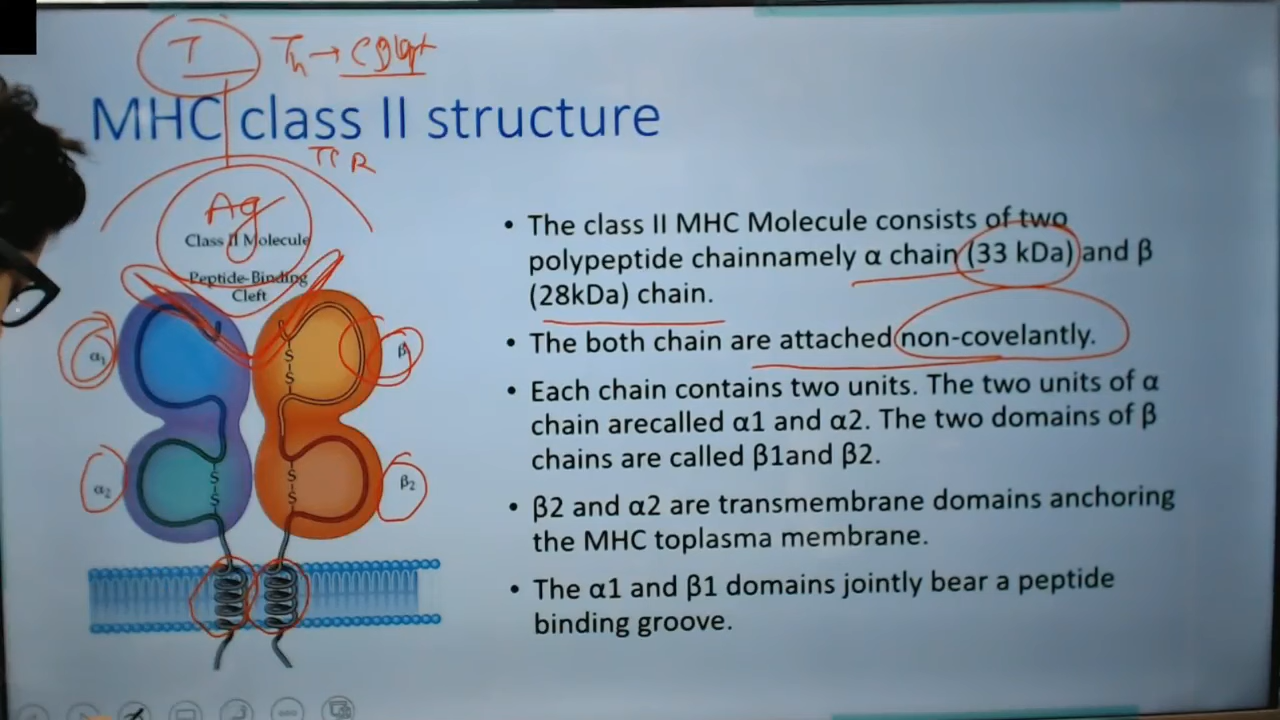 T Th → CD4+
MHC class II structure
TCR
Ag
Class II Molecule
Peptide-Binding
Cleft
α1
β1
S
S
α2
β2
S
S
S
S
• The class II MHC Molecule consists of two
polypeptide chainnamely α chain (33 kDa) and β
(28kDa) chain.
• The both chain are attached non-covelantly.
• Each chain contains two units. The two units of α
chain arecalled α1 and α2. The two domains of β
chains are called β1and β2.
• β2 and α2 are transmembrane domains anchoring
the MHC toplasma membrane.
• The α1 and β1 domains jointly bear a peptide
binding groove.